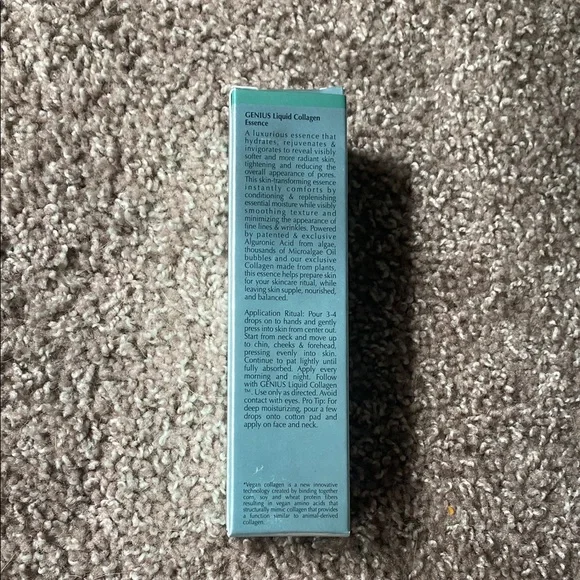 GENIUS Liquid Collagen
Essence
A luxurious essence that
hydrates, rejuvenates &
invigorates to reveal visibly
softer and more radiant skin,
tightening and reducing the
overall appearance of pores.
This skin-transforming essence
instantly comforts by
conditioning & replenishing
essential moisture while visibly
smoothing texture and
minimizing the appearance of
fine lines & wrinkles. Powered
by patented & exclusive
Alguronic Acid from algae,
thousands of Microalgae Oil
bubbles and our exclusive
Collagen made from plants,
this essence helps prepare skin
for your skincare ritual, while
leaving skin supple, nourished,
and balanced.
Application Ritual: Pour 3-4
drops on to hands and gently
press into skin from center out.
Start from neck and move up
to chin, cheeks & forehead,
pressing evenly into skin.
Continue to pat lightly until
fully absorbed. Apply every
morning and night. Follow
with GENIUS Liquid Collagen
™. Use only as directed. Avoid
contact with eyes. Pro Tip: For
deep moisturizing, pour a few
drops onto cotton pad and
apply on face and neck.
*Vegan collagen is a new innovative
technology created by binding together
corn, soy and wheat protein fibers
resulting in vegan amino acids that
structurally mimic collagen that provides
a function similar to animal-derived
collagen.